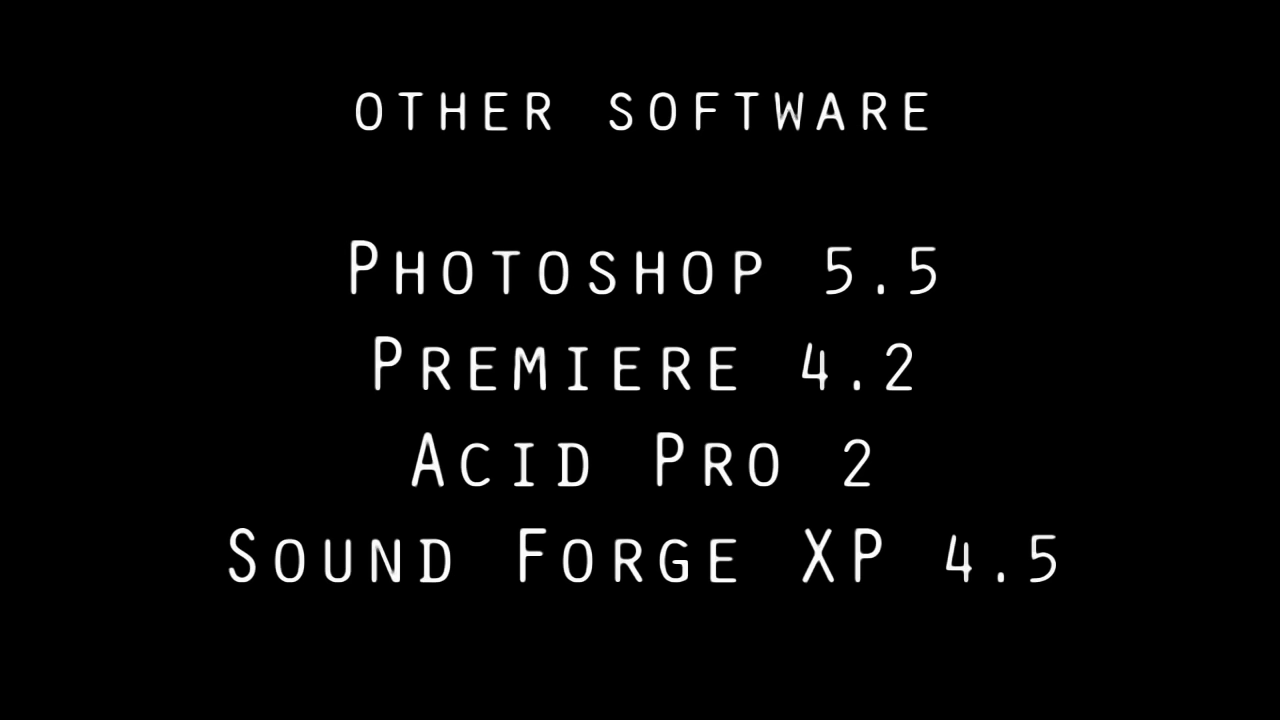 OTHER SOFTWARE
PHOTOSHOP 5.5
PREMIERE 4.2
ACID PRO 2
SOUND FORGE XP 4.5